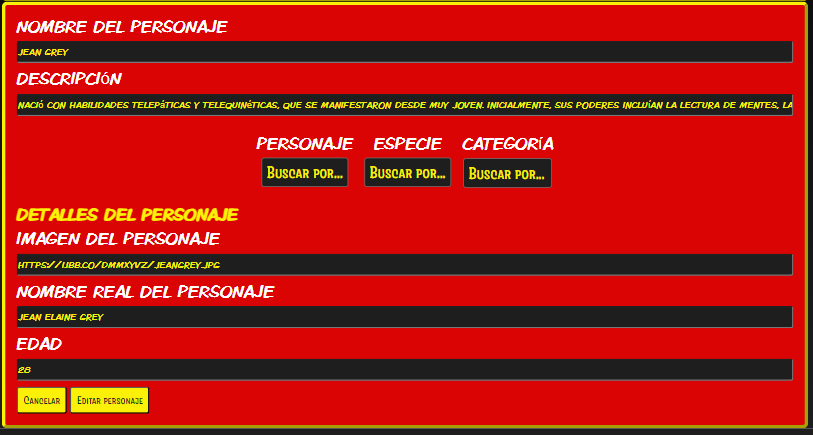 NOMBRE DEL PERSONAJE
JEAN GREY
DESCRIPCIÓN
NACIÓ CON HABILIDADES TELEPÁTICAS Y TELEQUINÉTICAS, QUE SE MANIFESTARON DESDE MUY JOVEN. INICIALMENTE, SUS PODERES INCLUÍAN LA LECTURA DE MENTES, LA
PERSONAJE ESPECIE CATEGORÍA
Buscar por... Buscar por... Buscar por...
DETALLES DEL PERSONAJE
IMAGEN DEL PERSONAJE
HTTPS://I.IBB.CO/DMMXYVZ/JEANGREY.JPG
NOMBRE REAL DEL PERSONAJE
JEAN ELAINE GREY
EDAD
28
Cancelar Editar personaje